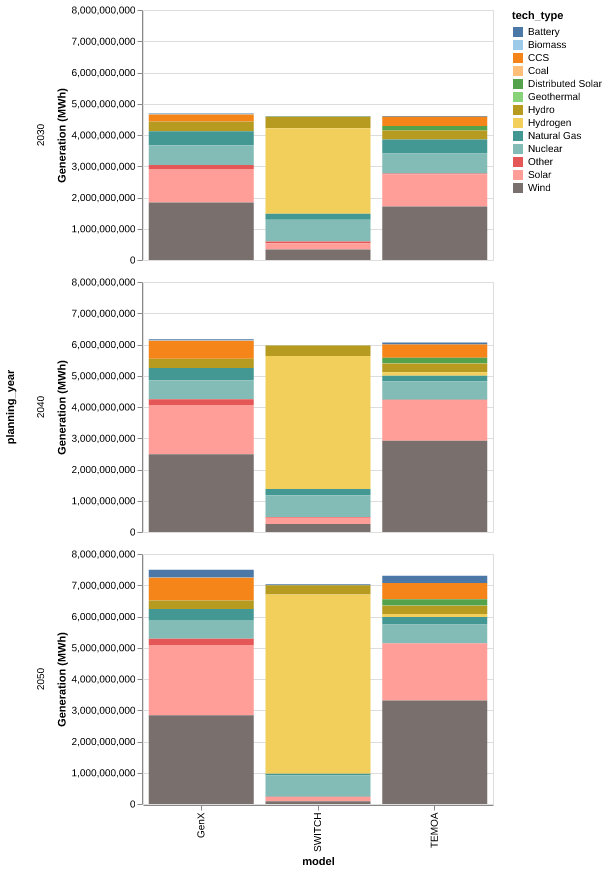 tech_type
Battery
Biomass
CCS
Coal
Distributed Solar
Geothermal
Hydro
Hydrogen
Natural Gas
Nuclear
Other
Solar
Wind
planning_year
2030
Generation (MWh)
8,000,000,000
7,000,000,000
6,000,000,000
5,000,000,000
4,000,000,000
3,000,000,000
2,000,000,000
1,000,000,000
0
2040
Generation (MWh)
8,000,000,000
7,000,000,000
6,000,000,000
5,000,000,000
4,000,000,000
3,000,000,000
2,000,000,000
1,000,000,000
0
2050
Generation (MWh)
8,000,000,000
7,000,000,000
6,000,000,000
5,000,000,000
4,000,000,000
3,000,000,000
2,000,000,000
1,000,000,000
0
GenX
SWITCH
TEMOA
model